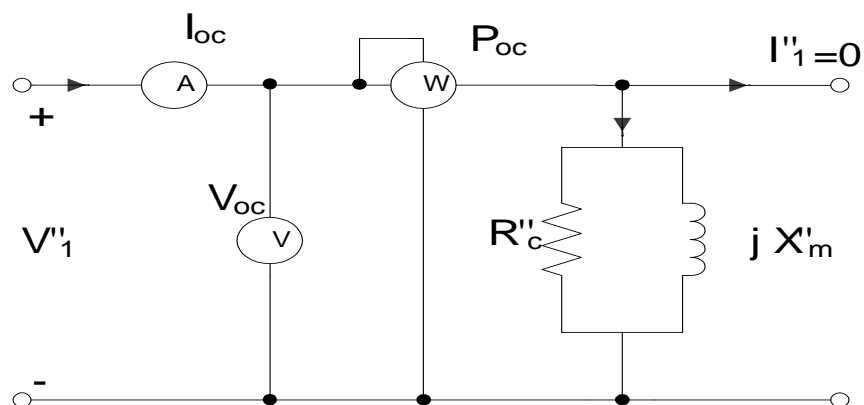 I_oc
P_oc
I''_1=0
A
W
+
V_oc
V''_1
V
R''_c
j X''_m
-